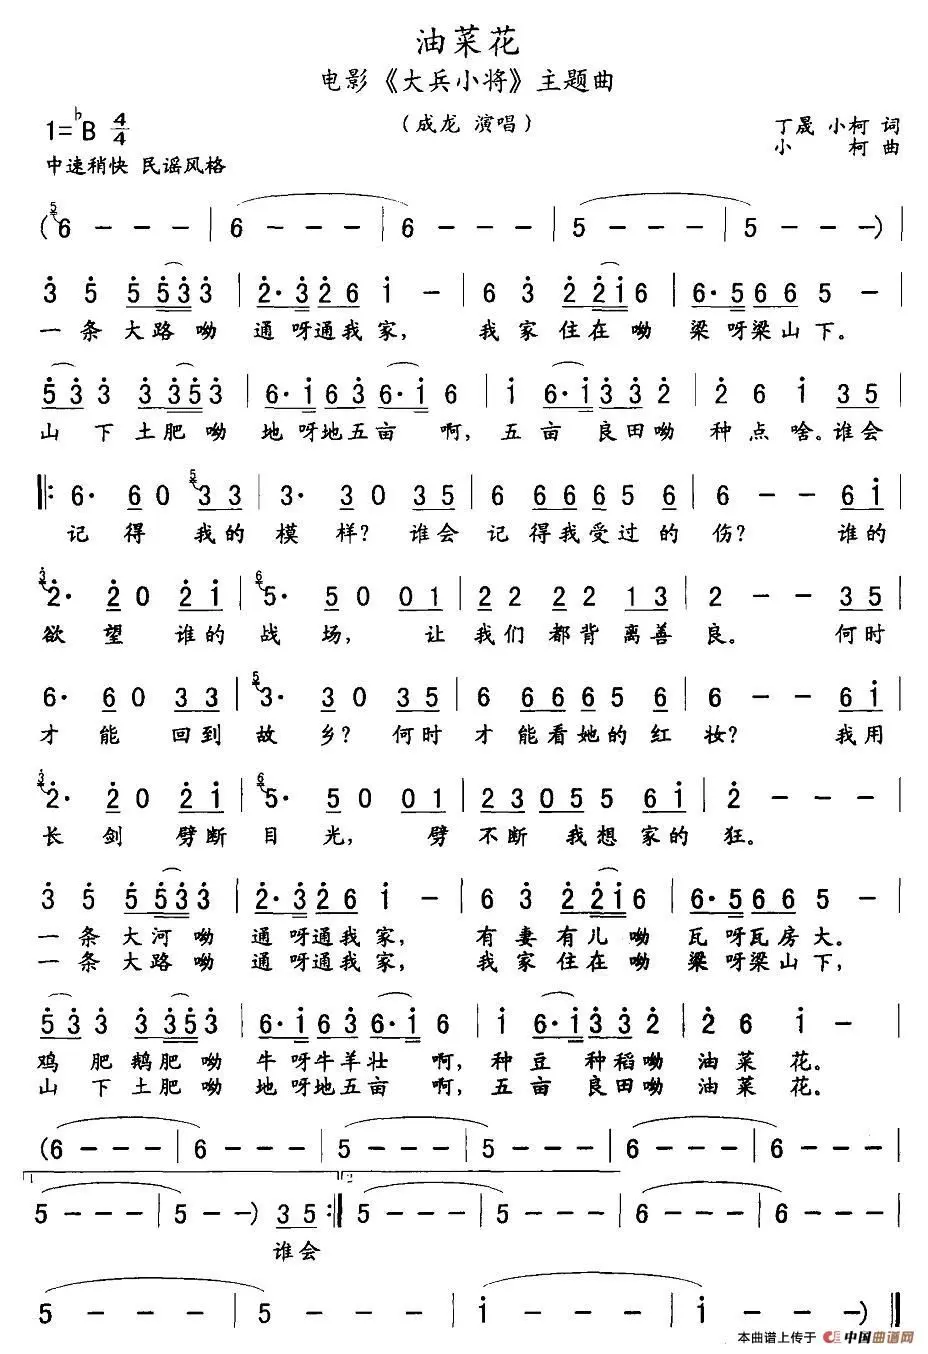 油菜花
电影《大兵小将》主题曲
(成龙 演唱)
1=♭B 4/4
丁晟 小柯 词
中速稍快 民谣风格
小 柯 曲
(6 - - - | 6 - - - | 6 - - - | 5 - - - | 5 - - -) |
3 5 5 5 3 3 | 2· 3 2 6 1 - | 6 3 2 2 1 6 | 6· 5 6 6 5 - |
一条大路呦 通呀通我家, 我家住在呦 梁呀梁山下。
5 3 3 3 3 5 3 | 6· 1 6 3 6· 1 6 | 1 6· 1 3 3 2 | 2 6 1 3 5 |
山下土肥呦 地呀地五亩 啊, 五亩良田呦 种点啥。谁会
6· 6 0 3 3 | 3· 3 0 3 5 | 6 6 6 6 5 6 | 6 - - 6 1 |
记得 我的模样? 谁会记得我受过的伤? 谁的
2· 2 0 2 1 | 5· 5 0 0 1 | 2 2 2 2 1 3 | 2 - - 3 5 |
欲望 谁的战场, 让我们都背离善良。 何时
6· 6 0 3 3 | 3· 3 0 3 5 | 6 6 6 6 5 6 | 6 - - 6 1 |
才能 回到故乡? 何时才能看她的红妆? 我用
2· 2 0 2 1 | 5· 5 0 0 1 | 2 3 0 5 5 6 1 | 2 - - - |
长剑 劈断目光, 劈不断我想家的狂。
3 5 5 5 3 3 | 2· 3 2 6 1 - | 6 3 2 2 1 6 | 6· 5 6 6 5 - |
一条大河呦 通呀通我家, 有妻有儿呦 瓦呀瓦房大。
一条大路呦 通呀通我家, 我家住在呦 梁呀梁山下,
5 3 3 3 3 5 3 | 6· 1 6 3 6· 1 6 | 1 6· 1 3 3 2 | 2 6 1 - |
鸡肥鹅肥呦 牛呀牛羊壮 啊, 种豆种稻呦 油菜花。
山下土肥呦 地呀地五亩 啊, 五亩良田呦 油菜花。
(6 - - - | 6 - - - | 5 - - - | 5 - - - | 6 - - - | 6 - - - |
1 2
5 - - - | 5 - -) 3 5 :| 5 - - - | 5 - - - | 6 - - - | 6 - - - |
谁会
5 - - - | 5 - - - | 1 - - - | 1 - - -) |
本曲谱上传于 中国曲谱网